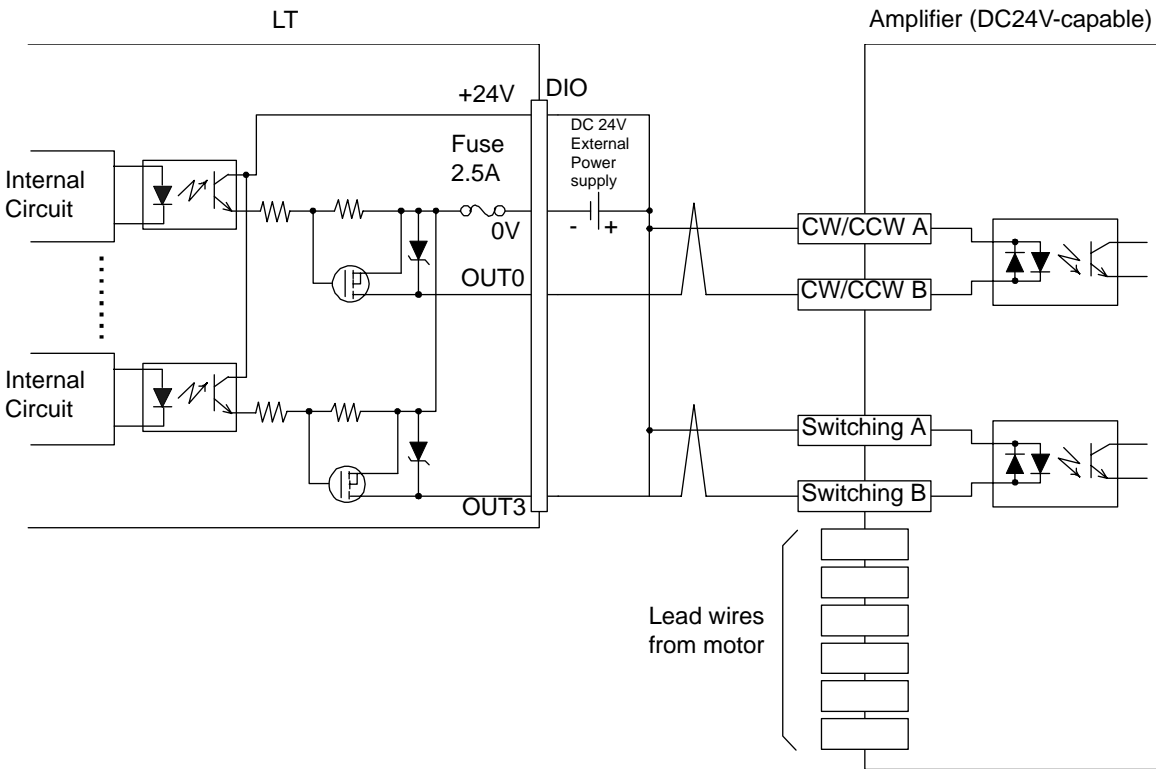 LT
Amplifier (DC24V-capable)
+24V
DIO
DC 24V
External
Power
supply
Fuse
2.5A
Internal
Circuit
0V
- +
CW/CCW A
OUT0
CW/CCW B
Internal
Circuit
Switching A
Switching B
OUT3
Lead wires
from motor